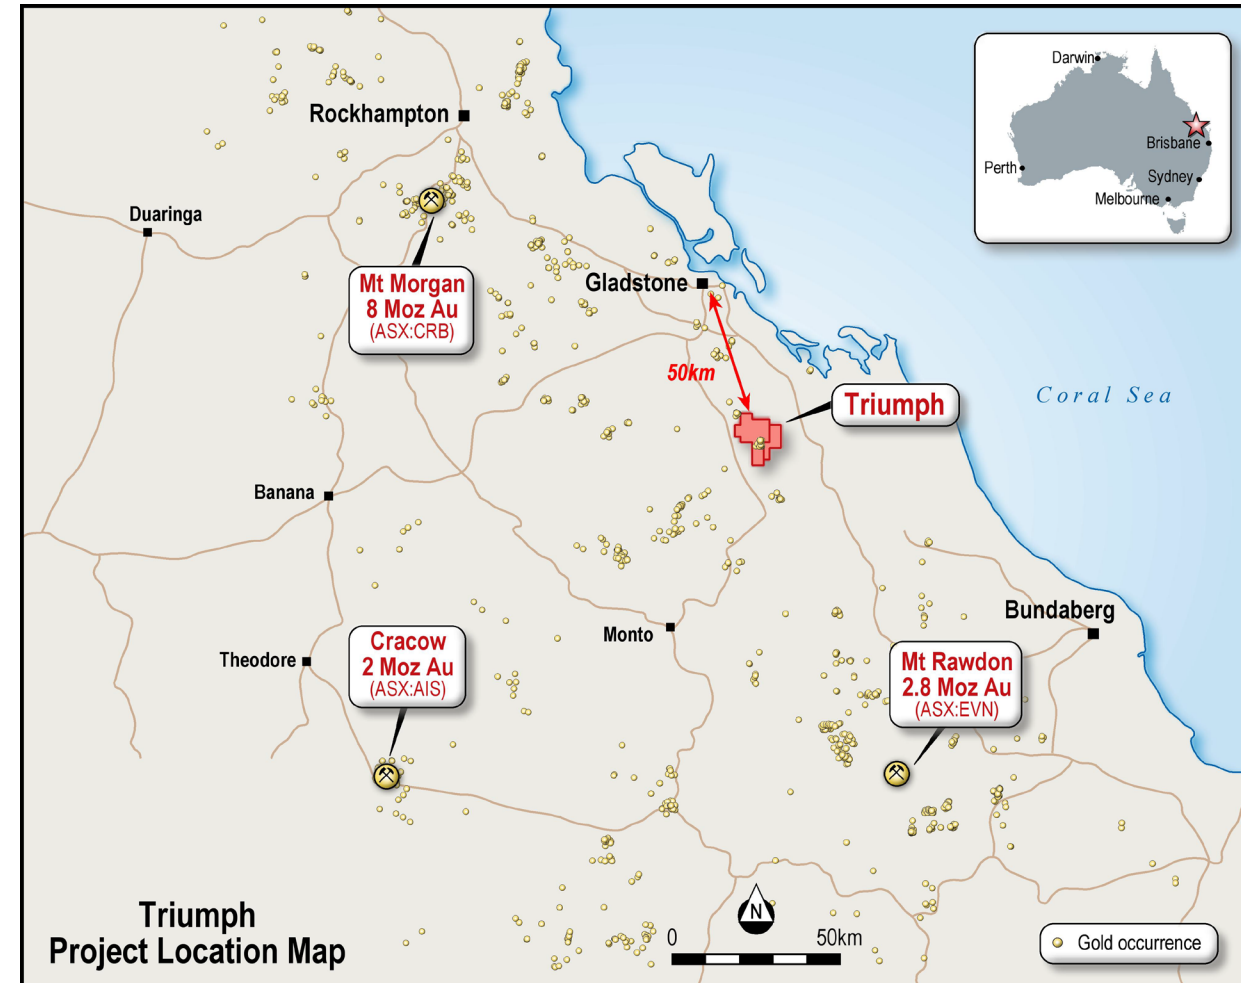 Darwin
Brisbane
Perth
Sydney
Melbourne
Rockhampton
Duaringa
Mt Morgan
8 Moz Au
(ASX:CRB)
Gladstone
50km
Triumph
Coral Sea
Banana
Bundaberg
Monto
Theodore
Cracow
2 Moz Au
(ASX:AIS)
Mt Rawdon
2.8 Moz Au
(ASX:EVN)
Triumph
Project Location Map
N
0 50km
Gold occurrence